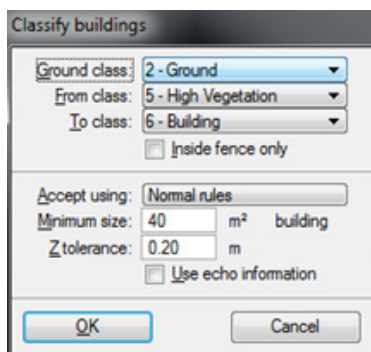 Classify buildings
Ground class: 2 - Ground
From class: 5 - High Vegetation
To class: 6 - Building
Inside fence only
Accept using: Normal rules
Minimum size: 40 m² building
Z tolerance: 0.20 m
Use echo information
OK Cancel